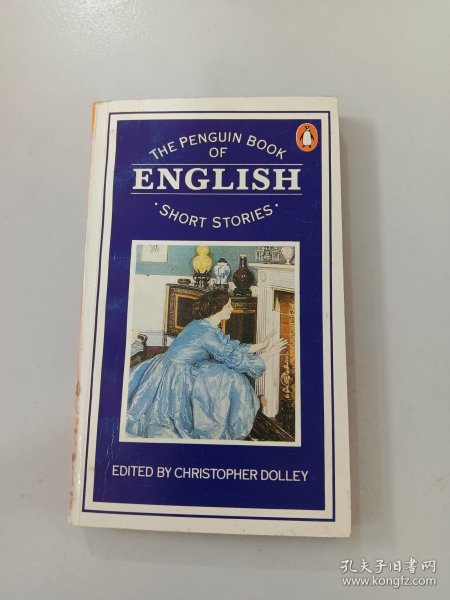 THE PENGUIN BOOK
OF
ENGLISH
· SHORT STORIES ·
EDITED BY CHRISTOPHER DOLLEY
孔夫子旧书网
www.kongfz.com